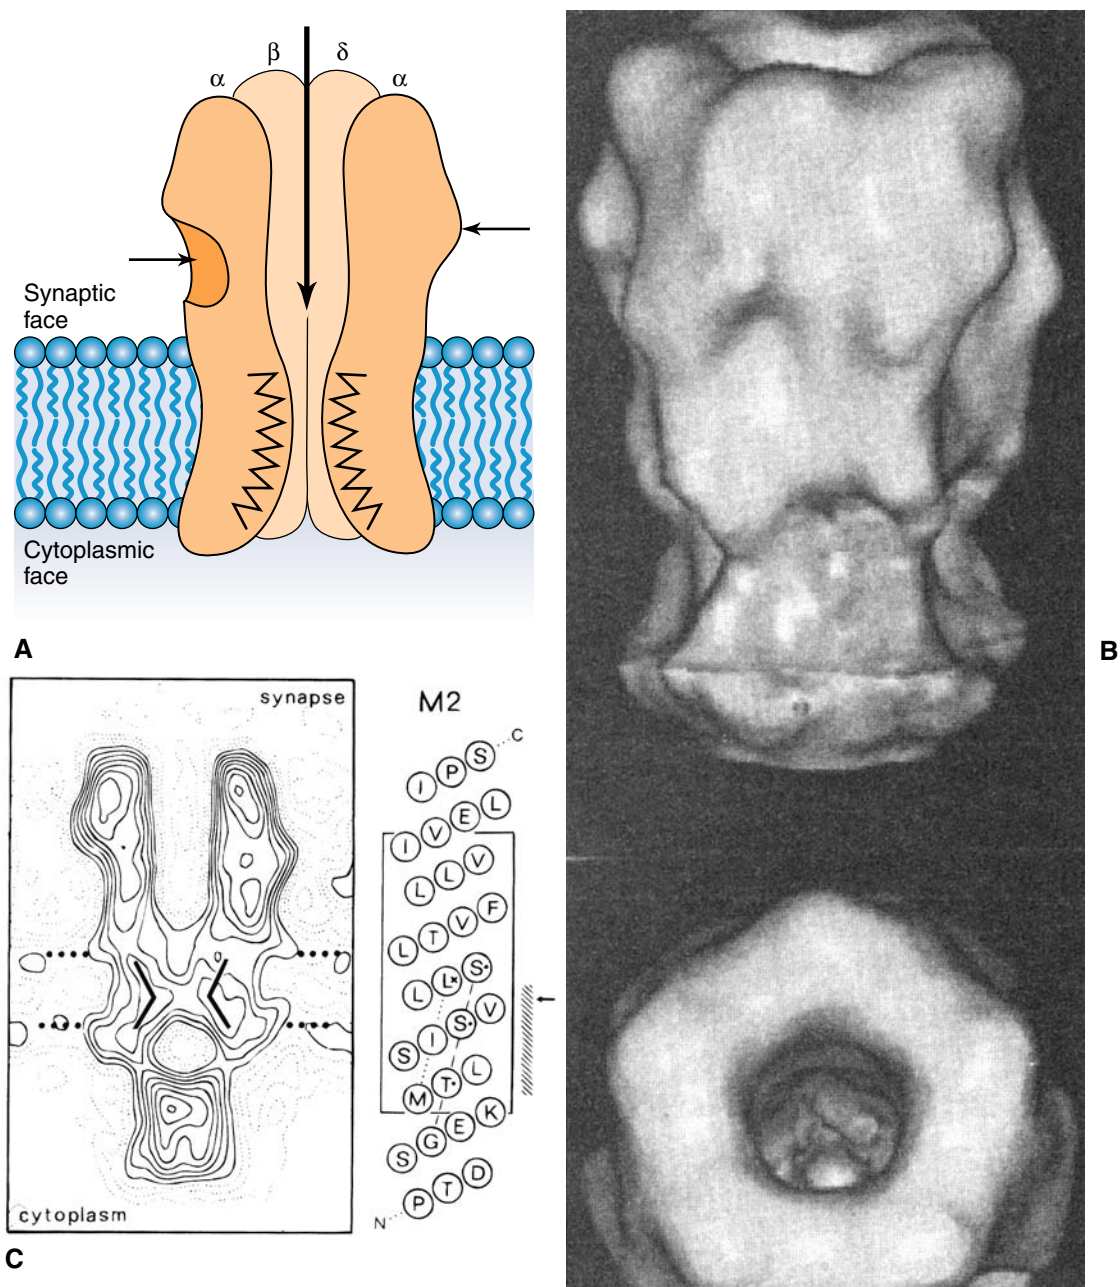 β δ
α α
Synaptic
face
Cytoplasmic
face
A
B
synapse
cytoplasm
C
M2
C
I P S
I V E L
L L V
L T V F
L L S
S I S V
M T L
S G E K
P T D
N